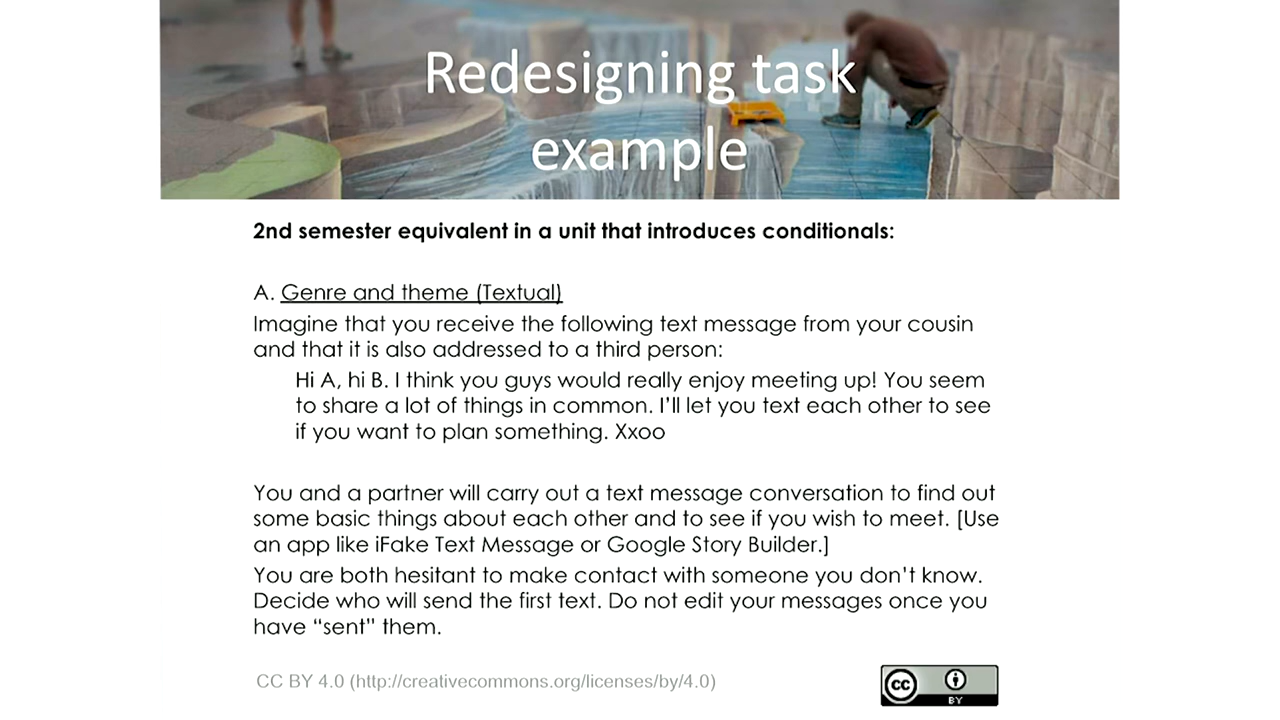 Redesigning task
example
2nd semester equivalent in a unit that introduces conditionals:
A. Genre and theme (Textual)
Imagine that you receive the following text message from your cousin
and that it is also addressed to a third person:
Hi A, hi B. I think you guys would really enjoy meeting up! You seem
to share a lot of things in common. I’ll let you text each other to see
if you want to plan something. Xxoo
You and a partner will carry out a text message conversation to find out
some basic things about each other and to see if you wish to meet. [Use
an app like iFake Text Message or Google Story Builder.]
You are both hesitant to make contact with someone you don’t know.
Decide who will send the first text. Do not edit your messages once you
have “sent” them.
CC BY 4.0 (http://creativecommons.org/licenses/by/4.0)
cc
BY